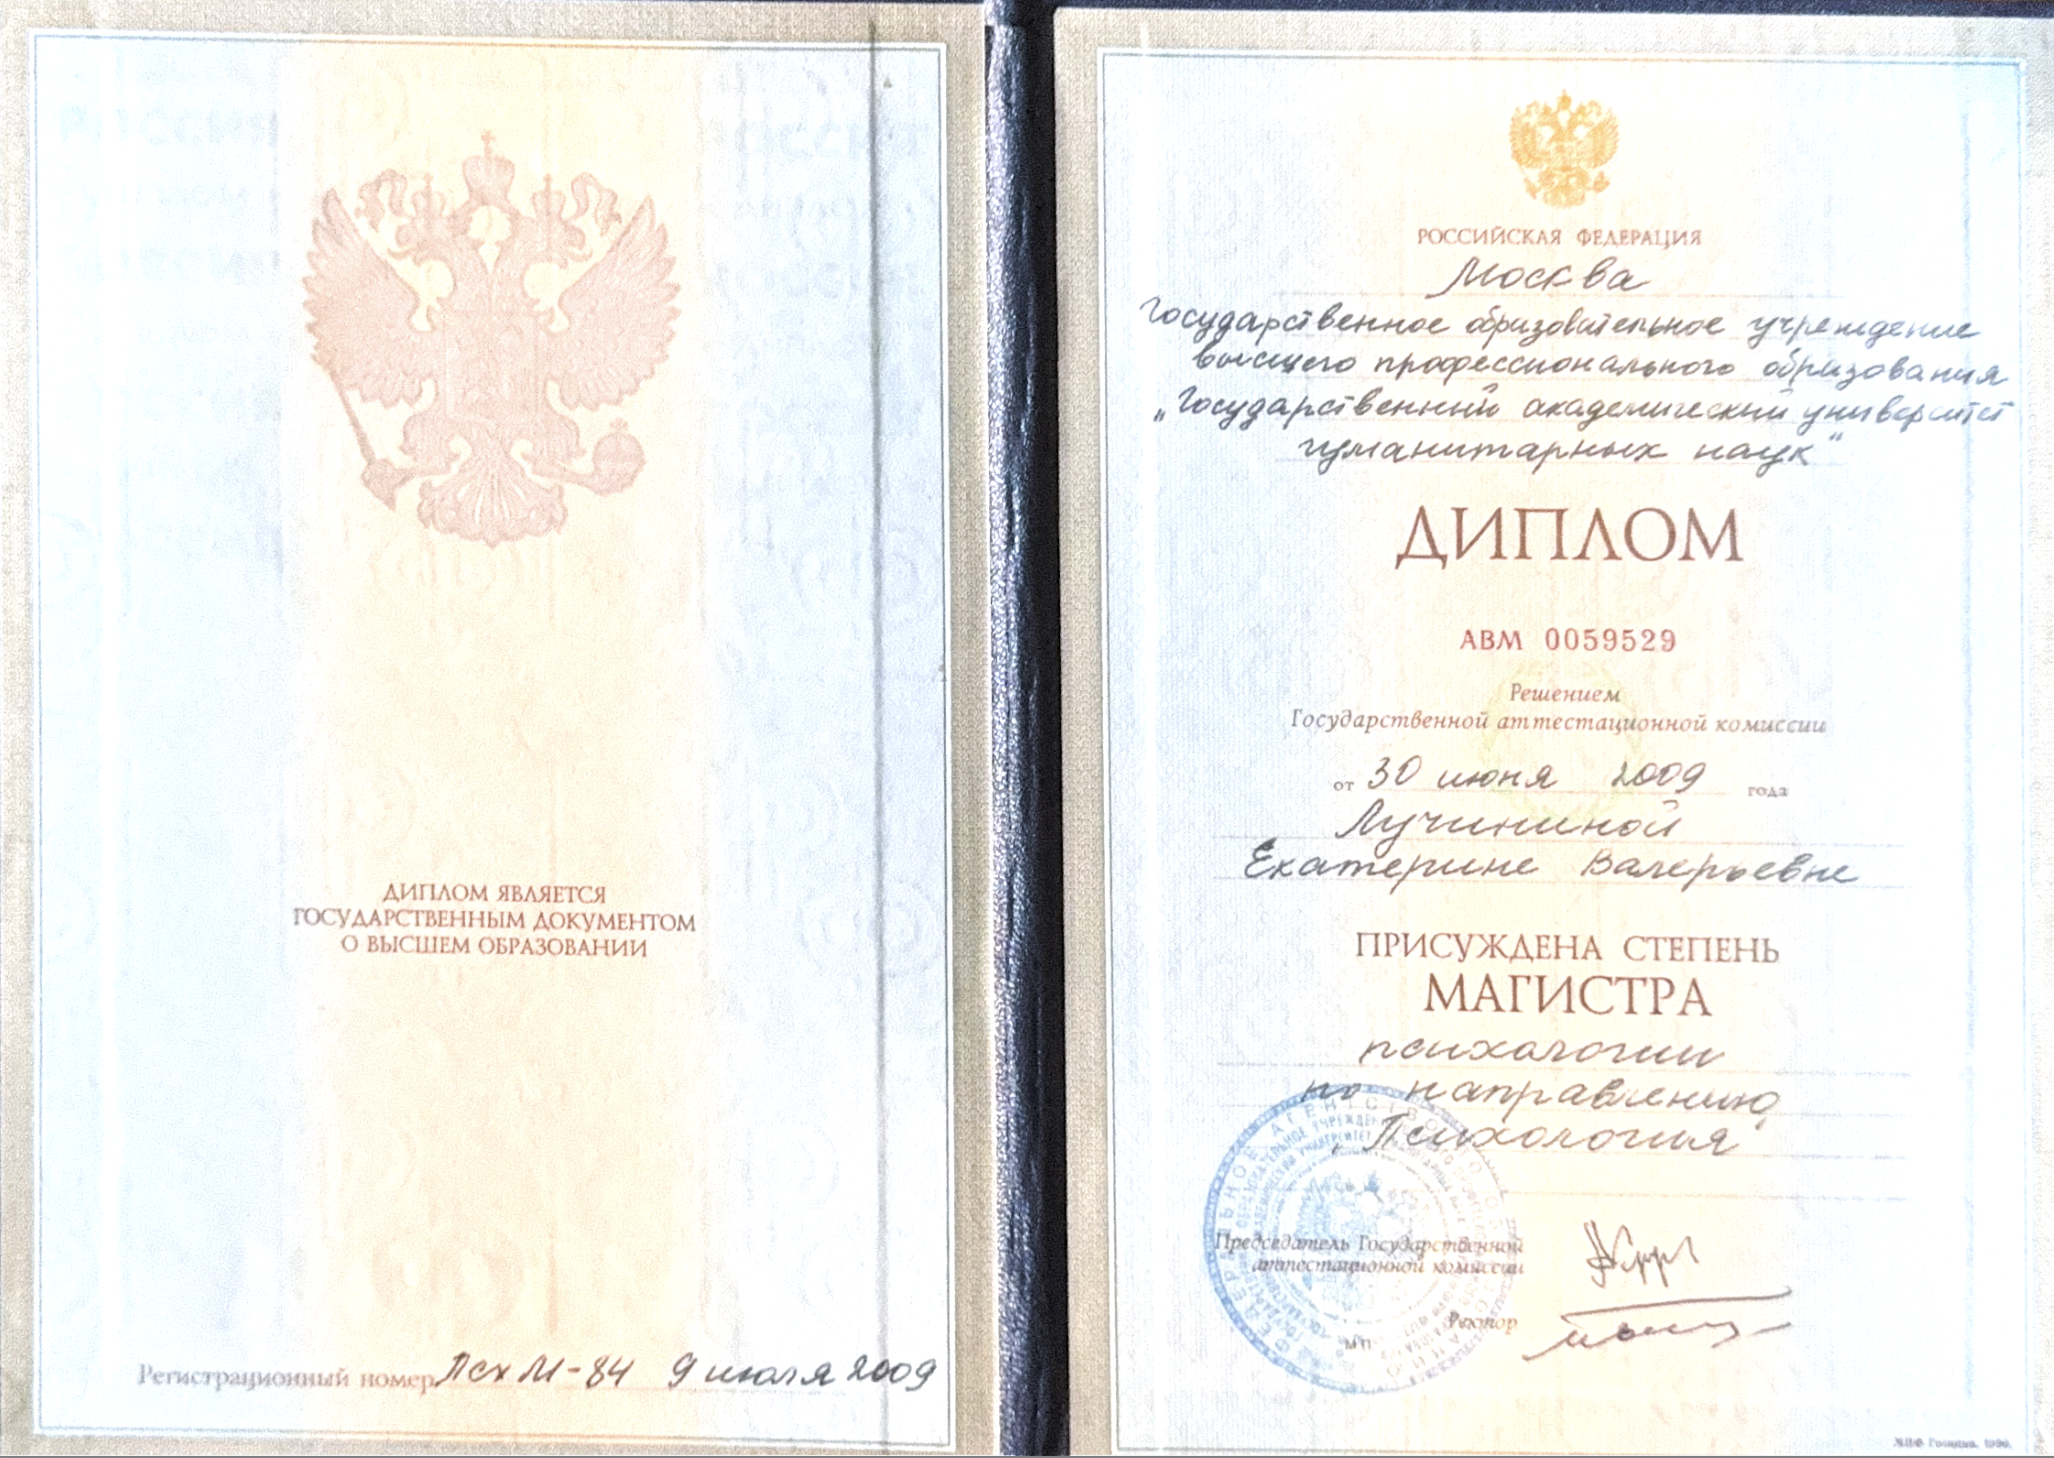 ДИПЛОМ ЯВЛЯЕТСЯ
ГОСУДАРСТВЕННЫМ ДОКУМЕНТОМ
О ВЫСШЕМ ОБРАЗОВАНИИ
Регистрационный номер ПсхМ-84 9 июля 2009
РОССИЙСКАЯ ФЕДЕРАЦИЯ
Москва
Государственное образовательное учреждение
высшего профессионального образования
„Государственный академический университет
гуманитарных наук“
ДИПЛОМ
АВМ 0059529
Решением
Государственной аттестационной комиссии
от 30 июня 2009 года
Лучининой
Екатерине Валерьевне
ПРИСУЖДЕНА СТЕПЕНЬ
МАГИСТРА
психологии
по направлению
„Психология“
Председатель Государственной
аттестационной комиссии
Ректор
М.П.